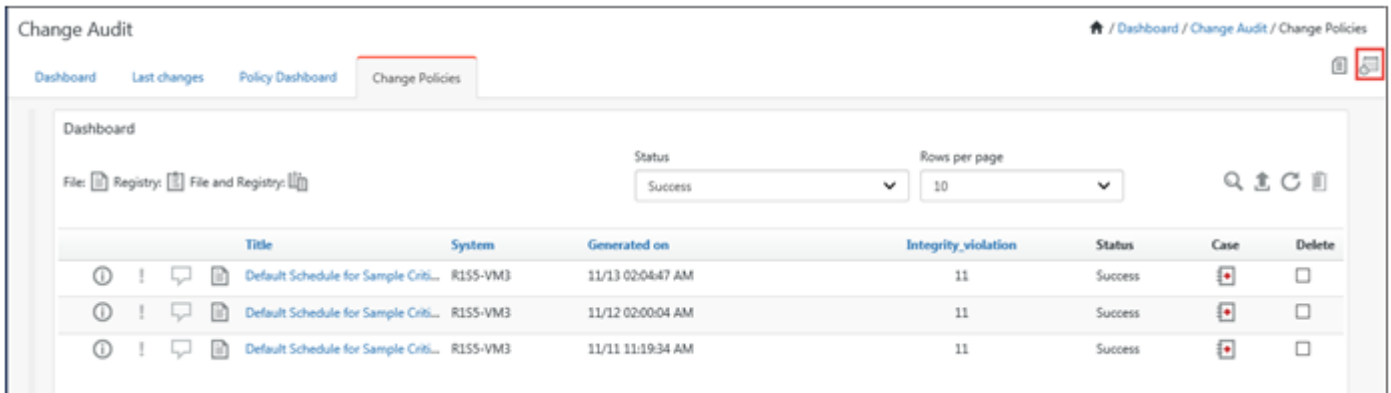 Change Audit
/ Dashboard / Change Audit / Change Policies
Dashboard Last changes Policy Dashboard Change Policies
Dashboard
Status Rows per page
File: Registry: File and Registry:
Success 10
Title System Generated on Integrity_violation Status Case Delete
Default Schedule for Sample Criti... R1S5-VM3 11/13 02:04:47 AM 11 Success
Default Schedule for Sample Criti... R1S5-VM3 11/12 02:00:04 AM 11 Success
Default Schedule for Sample Criti... R1S5-VM3 11/11 11:19:34 AM 11 Success